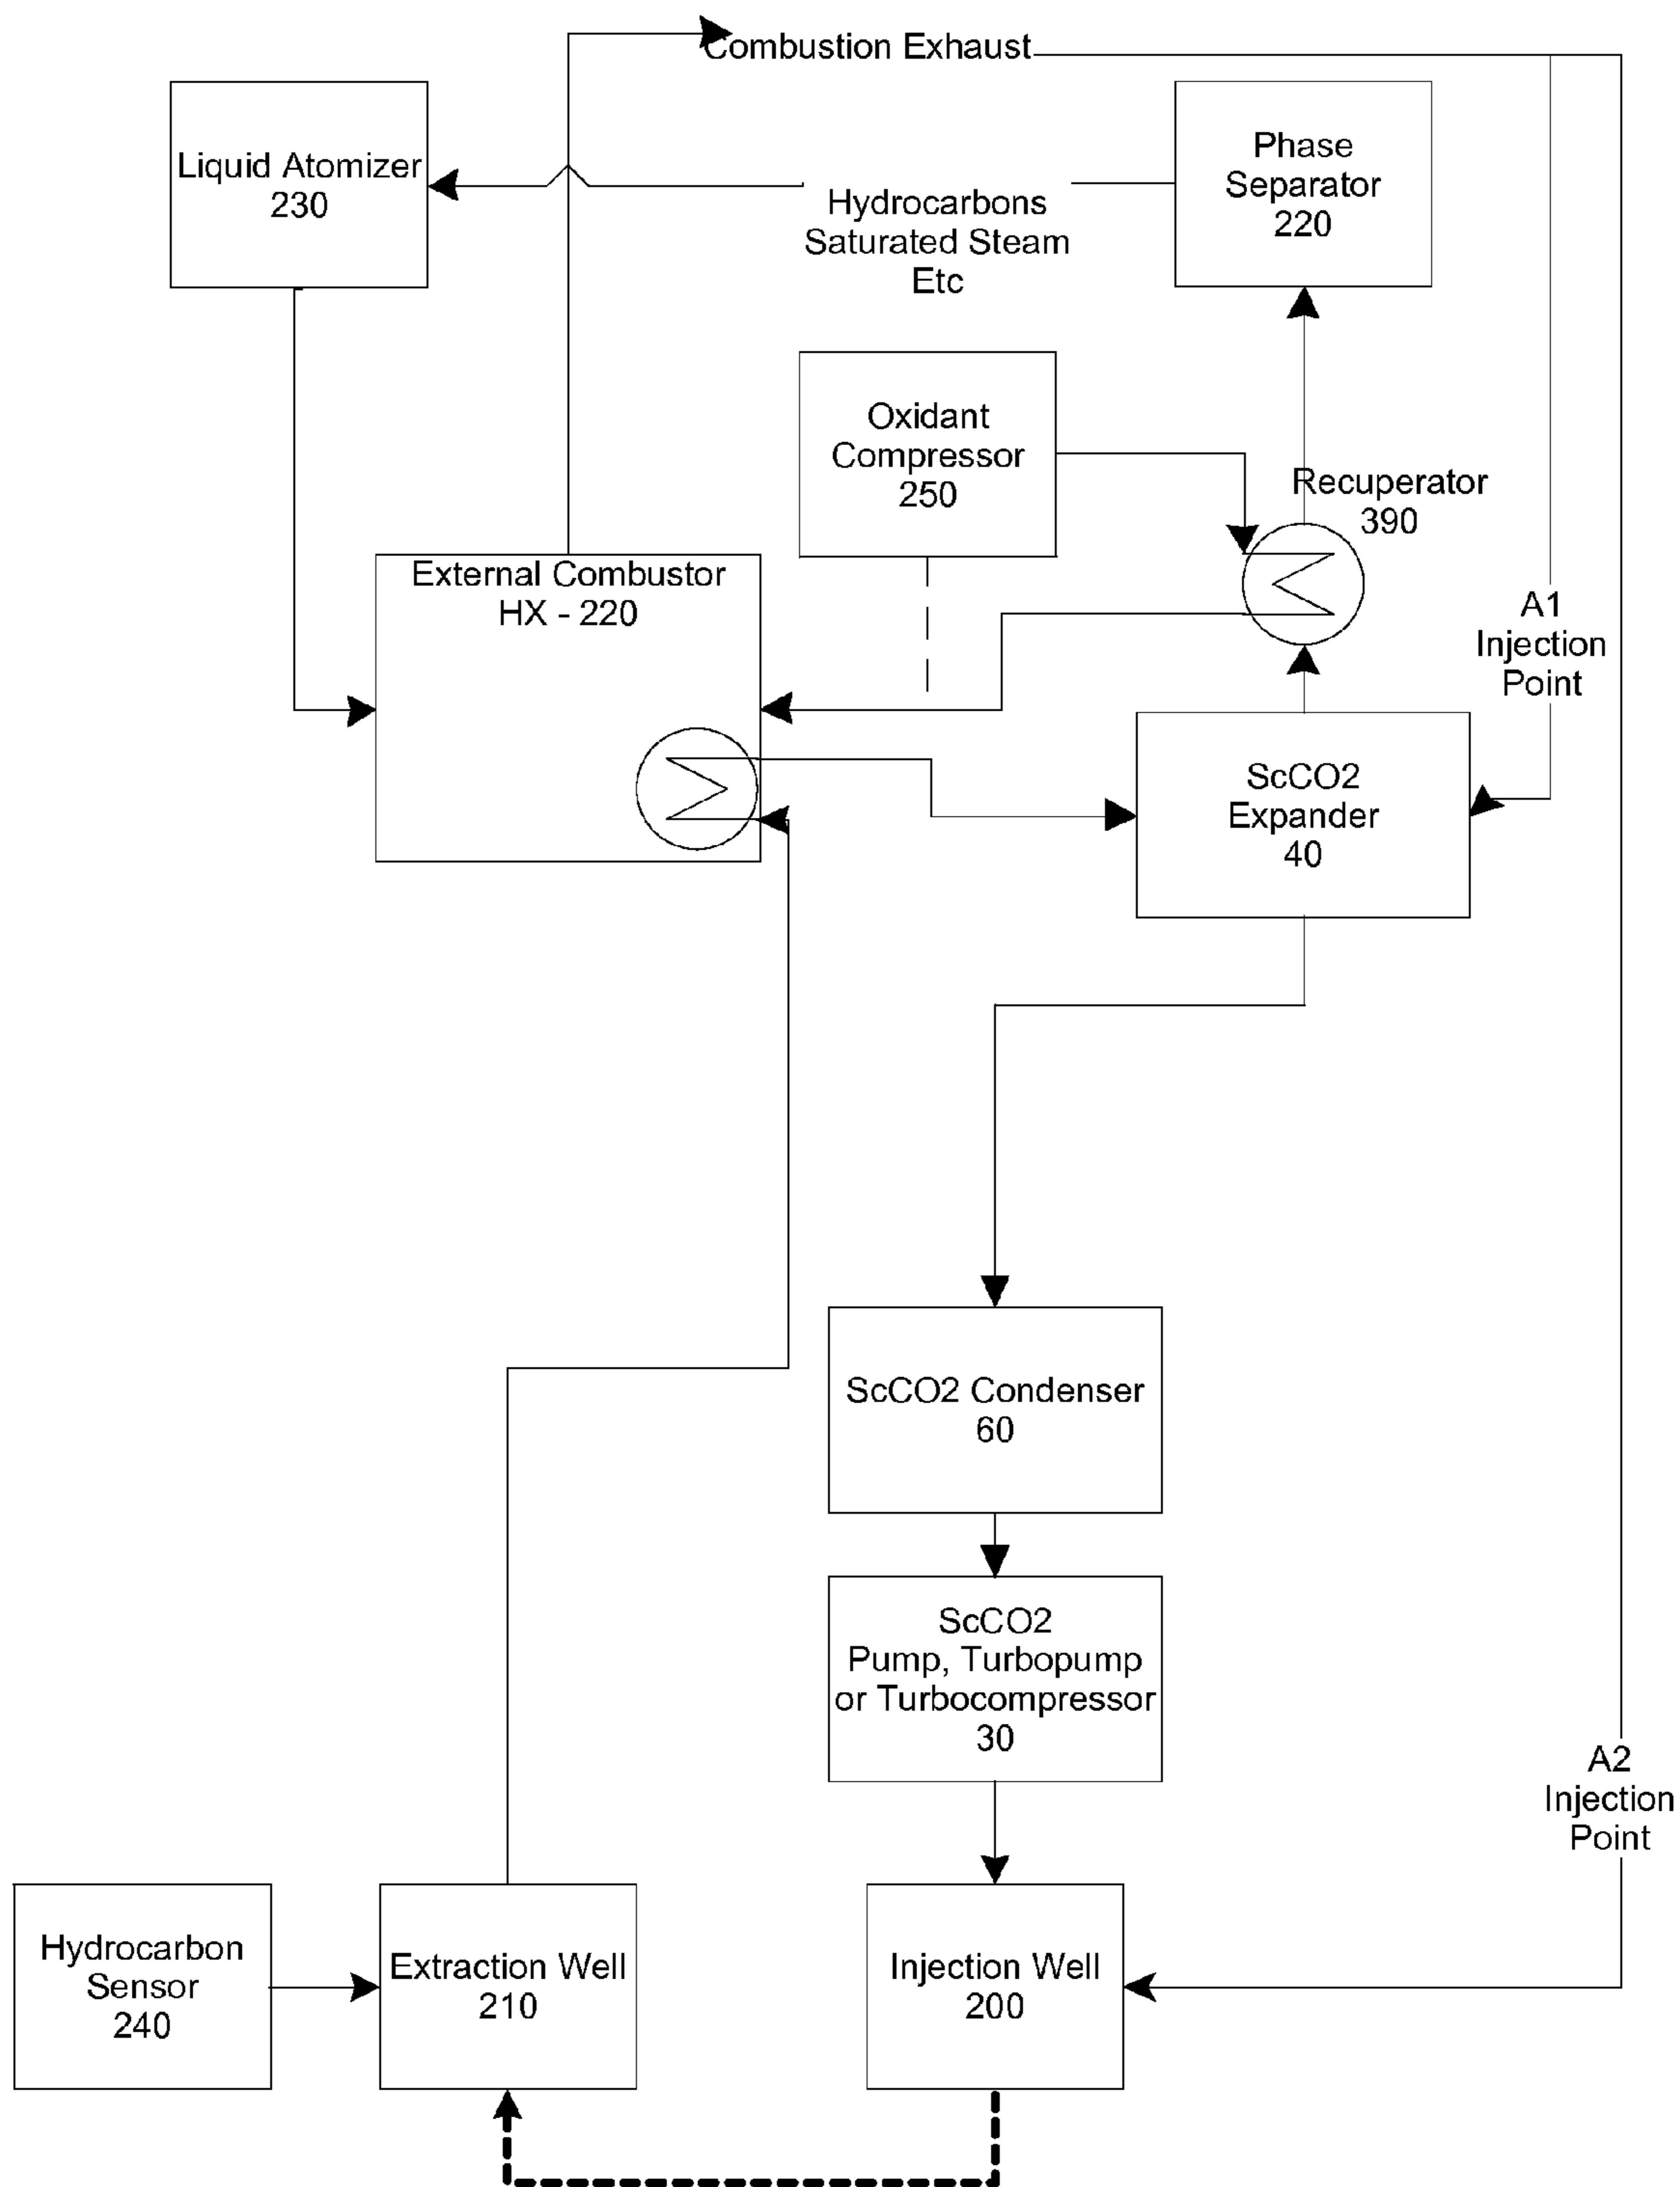 Combustion Exhaust
Liquid Atomizer
230
Phase
Separator
220
Hydrocarbons
Saturated Steam
Etc
Oxidant
Compressor
250
Recuperator
390
External Combustor
HX - 220
A1
Injection
Point
ScCO2
Expander
40
ScCO2 Condenser
60
ScCO2
Pump, Turbopump
or Turbocompressor
30
A2
Injection
Point
Hydrocarbon
Sensor
240
Extraction Well
210
Injection Well
200